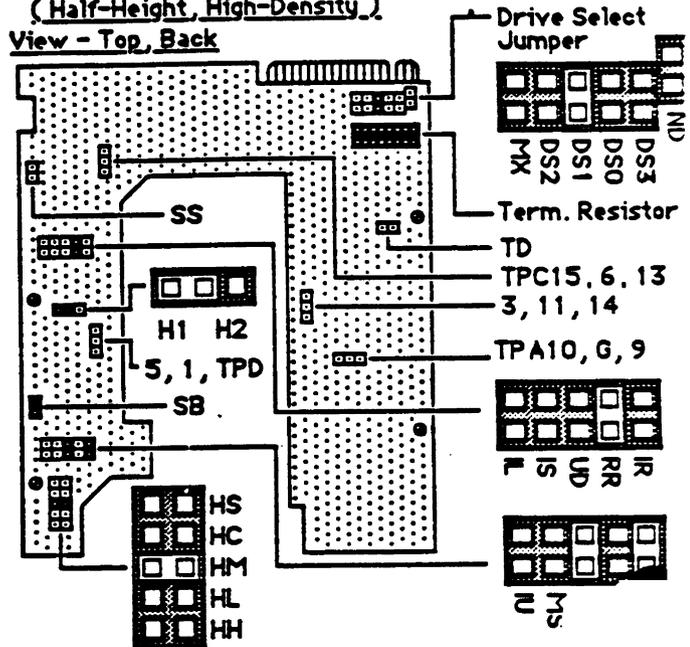 ( Half-Height, High-Density )
View - Top, Back
Drive Select
Jumper
MX DS2 DS1 DS0 DS3 ND
Term. Resistor
SS
TD
TPC15, 6, 13
3, 11, 14
H1 H2
5, 1, TPD
TPA10, G, 9
SB
IL IS UD RR IR
HS
HC
HM
HL
HH
IU MS